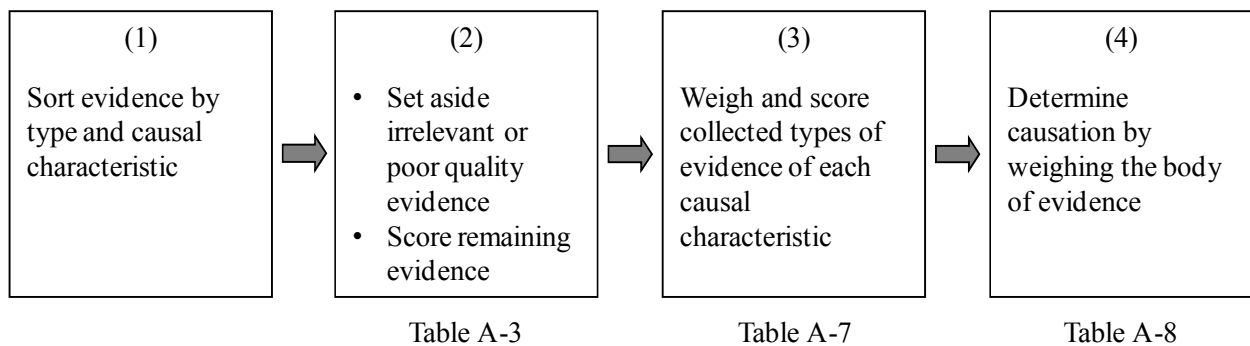 (1)
Sort evidence by
type and causal
characteristic
(2)
• Set aside
irrelevant or
poor quality
evidence
• Score remaining
evidence
Table A-3
(3)
Weigh and score
collected types of
evidence of each
causal
characteristic
Table A-7
(4)
Determine
causation by
weighing the body
of evidence
Table A-8